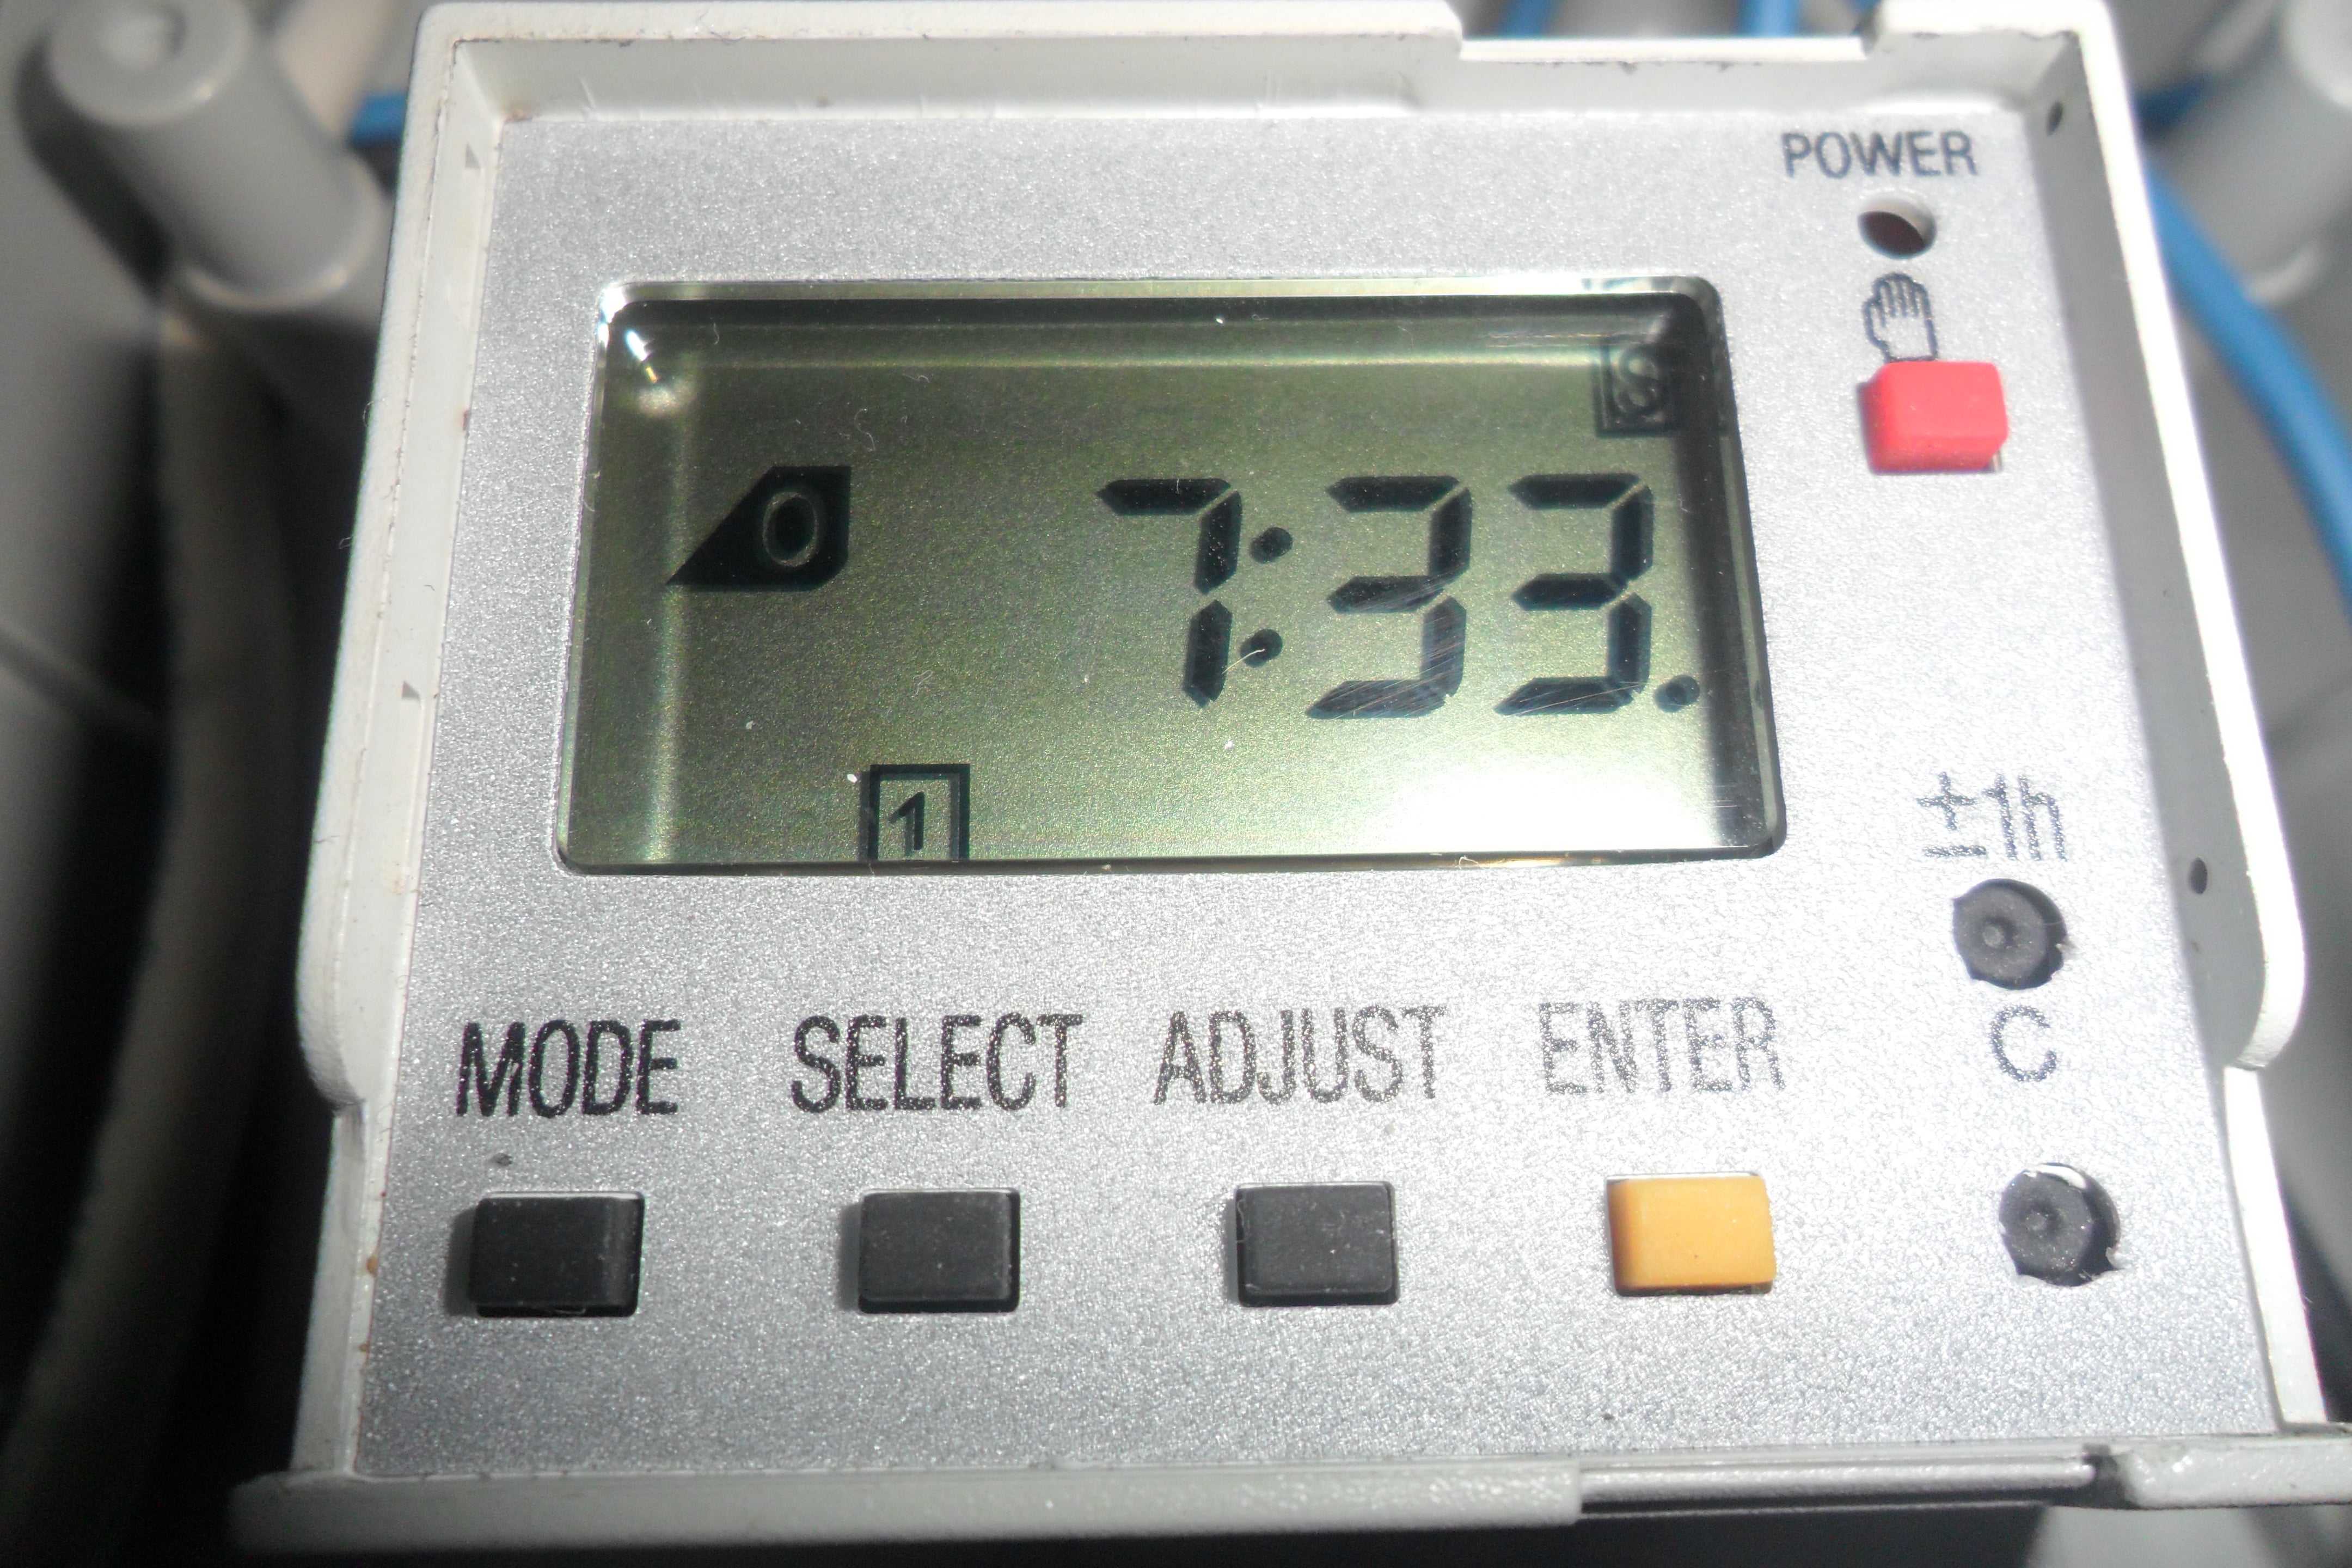 POWER
S
0 7:33.
1
±1h
C
MODE SELECT ADJUST ENTER